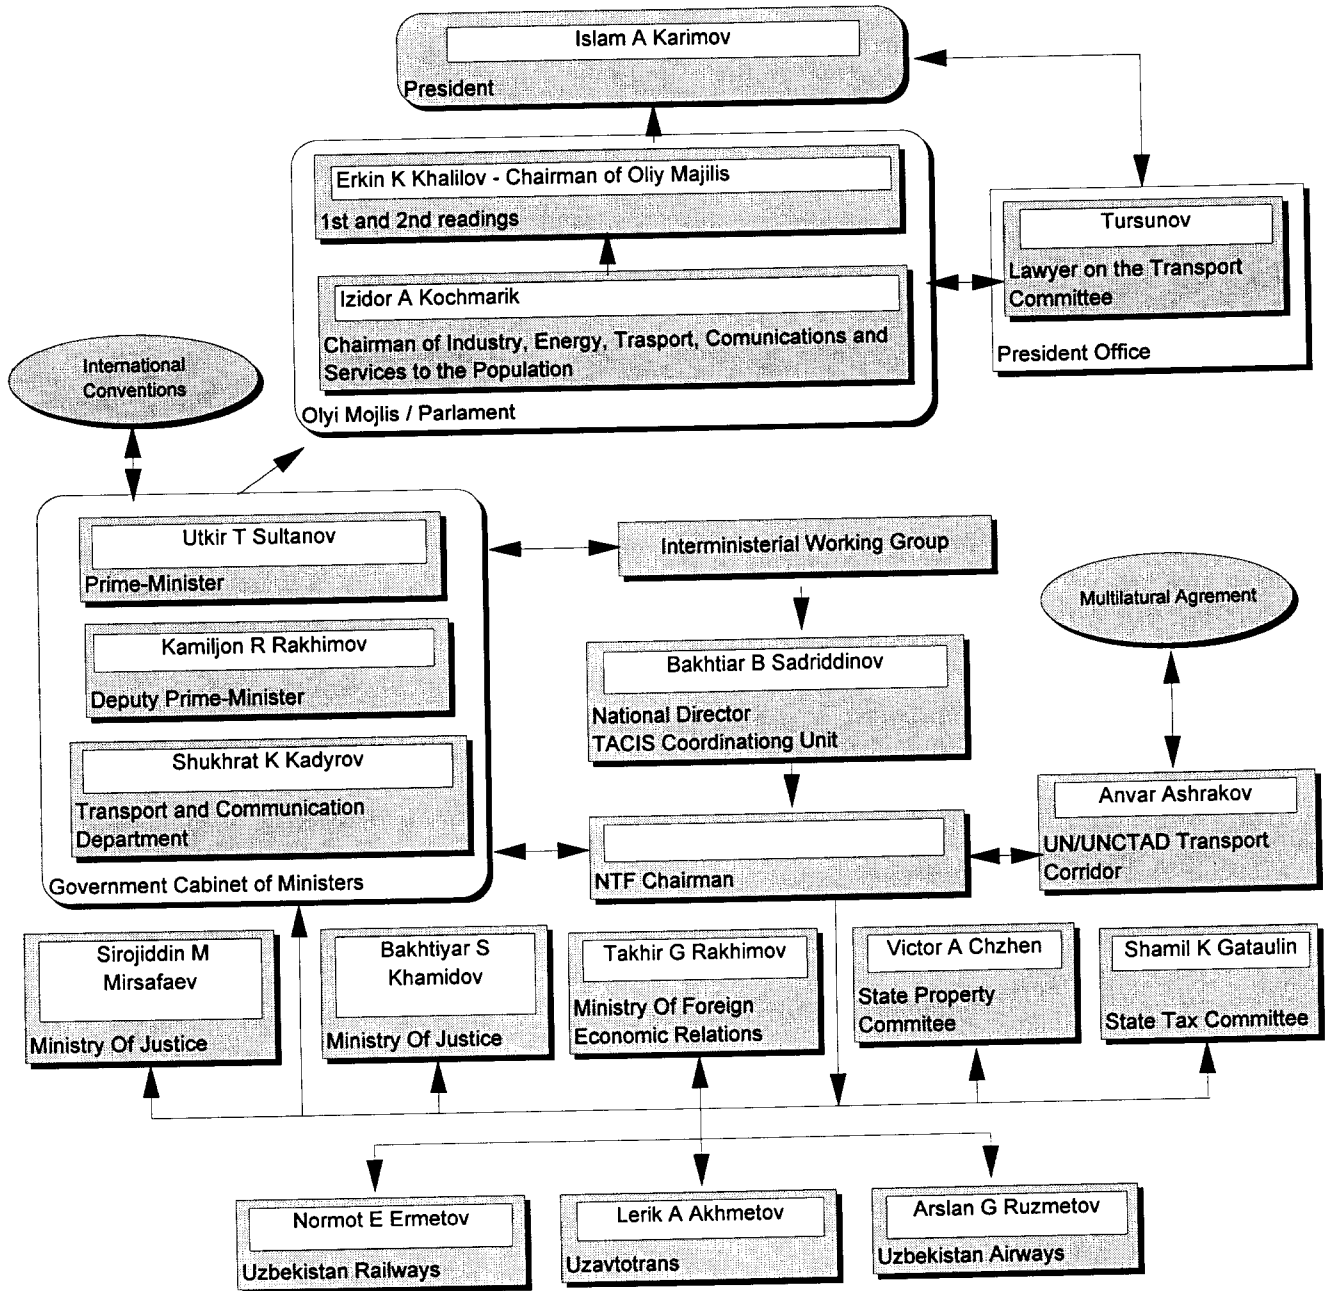 Islam A Karimov
President
Erkin K Khalilov - Chairman of Oliy Majilis
1st and 2nd readings
Izidor A Kochmarik
Chairman of Industry, Energy, Trasport, Comunications and
Services to the Population
Olyi Mojlis / Parlament
Tursunov
Lawyer on the Transport
Committee
President Office
International
Conventions
Utkir T Sultanov
Prime-Minister
Kamiljon R Rakhimov
Deputy Prime-Minister
Shukhrat K Kadyrov
Transport and Communication
Department
Government Cabinet of Ministers
Interministerial Working Group
Bakhtiar B Sadriddinov
National Director
TACIS Coordinationg Unit
NTF Chairman
Multilatural Agrement
Anvar Ashrakov
UN/UNCTAD Transport
Corridor
Sirojiddin M
Mirsafaev
Ministry Of Justice
Bakhtiyar S
Khamidov
Ministry Of Justice
Takhir G Rakhimov
Ministry Of Foreign
Economic Relations
Victor A Chzhen
State Property
Commitee
Shamil K Gataulin
State Tax Committee
Normot E Ermetov
Uzbekistan Railways
Lerik A Akhmetov
Uzavtotrans
Arslan G Ruzmetov
Uzbekistan Airways